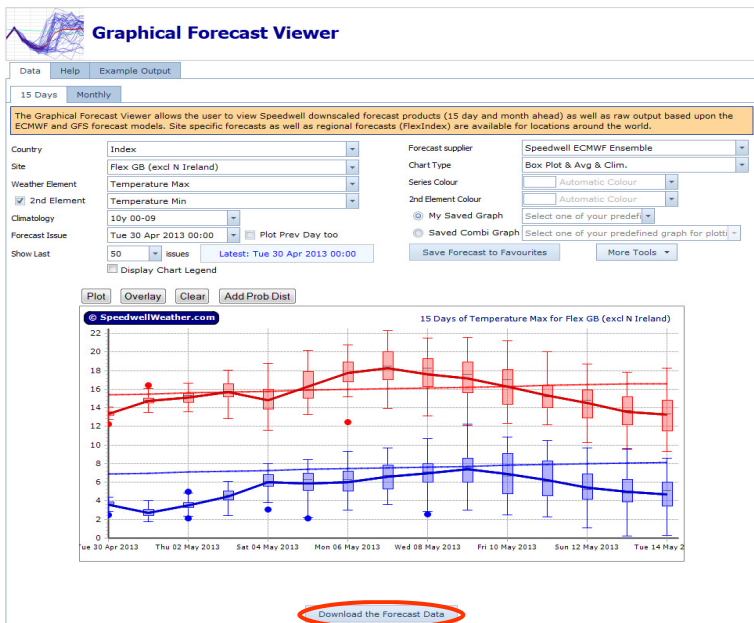 Graphical Forecast Viewer
Data Help Example Output
15 Days Monthly
The Graphical Forecast Viewer allows the user to view Speedwell downscaled forecast products (15 day and month ahead) as well as raw output based upon the
ECMWF and GFS forecast models. Site specific forecasts as well as regional forecasts (FlexIndex) are available for locations around the world.
Country Index Forecast supplier Speedwell ECMWF Ensemble
Site Flex GB (excl N Ireland) Chart Type Box Plot & Avg & Clim.
Weather Element Temperature Max Series Colour Automatic Colour
2nd Element Temperature Min 2nd Element Colour Automatic Colour
Climatology 10y 00-09 My Saved Graph Select one of your predefi
Forecast Issue Tue 30 Apr 2013 00:00 Plot Prev Day too Saved Combi Graph Select one of your predefined graph for plotti
Show Last 50 issues Latest: Tue 30 Apr 2013 00:00 Save Forecast to Favourites More Tools
Display Chart Legend
Plot Overlay Clear Add Prob Dist
© SpeedwellWeather.com 15 Days of Temperature Max for Flex GB (excl N Ireland)
22
20
18
16
14
12
10
8
6
4
2
0
ue 30 Apr 2013 Thu 02 May 2013 Sat 04 May 2013 Mon 06 May 2013 Wed 08 May 2013 Fri 10 May 2013 Sun 12 May 2013 Tue 14 May 2
Download the Forecast Data